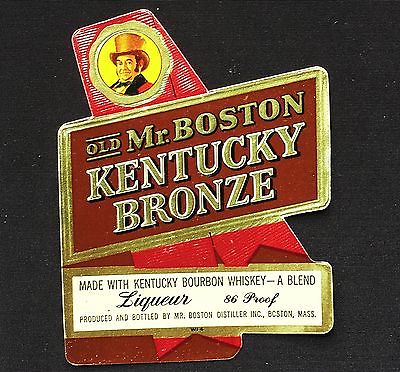 OLD Mr. BOSTON
KENTUCKY
BRONZE
MADE WITH KENTUCKY BOURBON WHISKEY—A BLEND
Liqueur 86 Proof
PRODUCED AND BOTTLED BY MR. BOSTON DISTILLER INC., BOSTON, MASS.